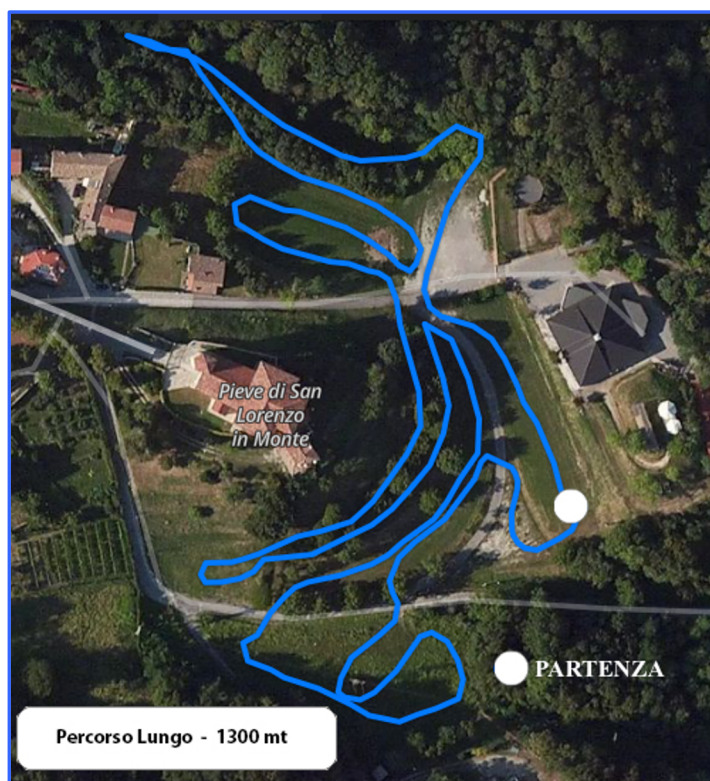 Pieve di San
Lorenzo
in Monte
PARTENZA
Percorso Lungo - 1300 mt